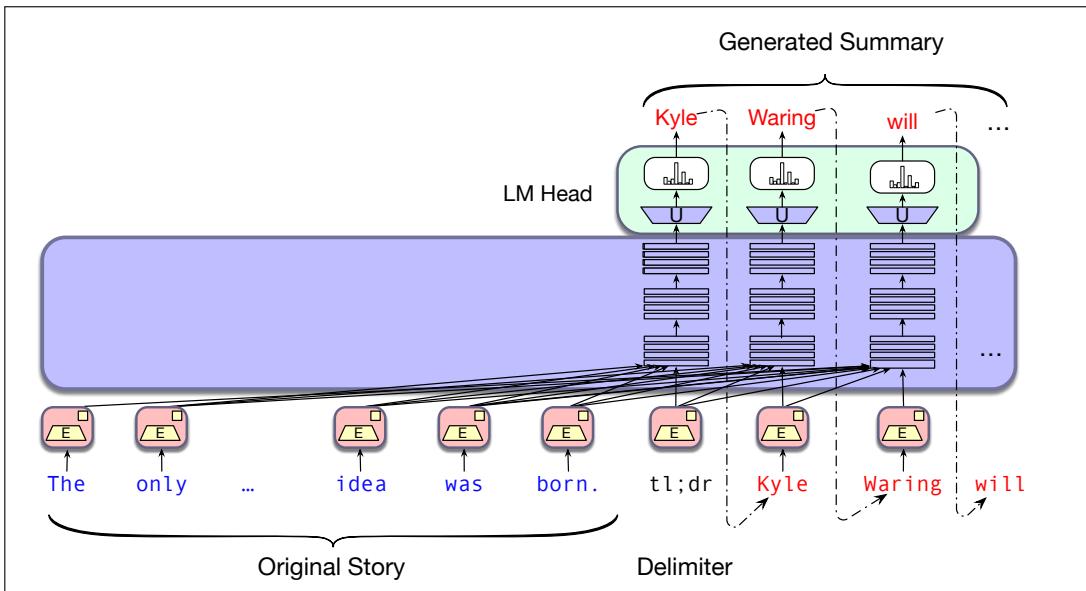 Generated Summary
Kyle Waring will …
LM Head
U U U
…
E E E E E E E E
The only … idea was born. tl;dr Kyle Waring will
Original Story Delimiter